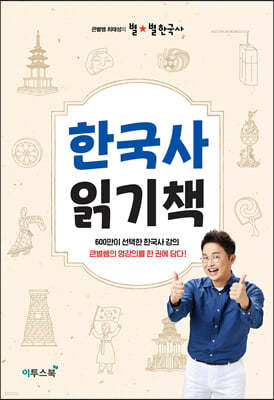 큰별쌤 최태성의 별★별한국사
한국사
읽기책
600만이 선택한 한국사 강의
큰별쌤의 명강의를 한 권에 담다!
이투스북